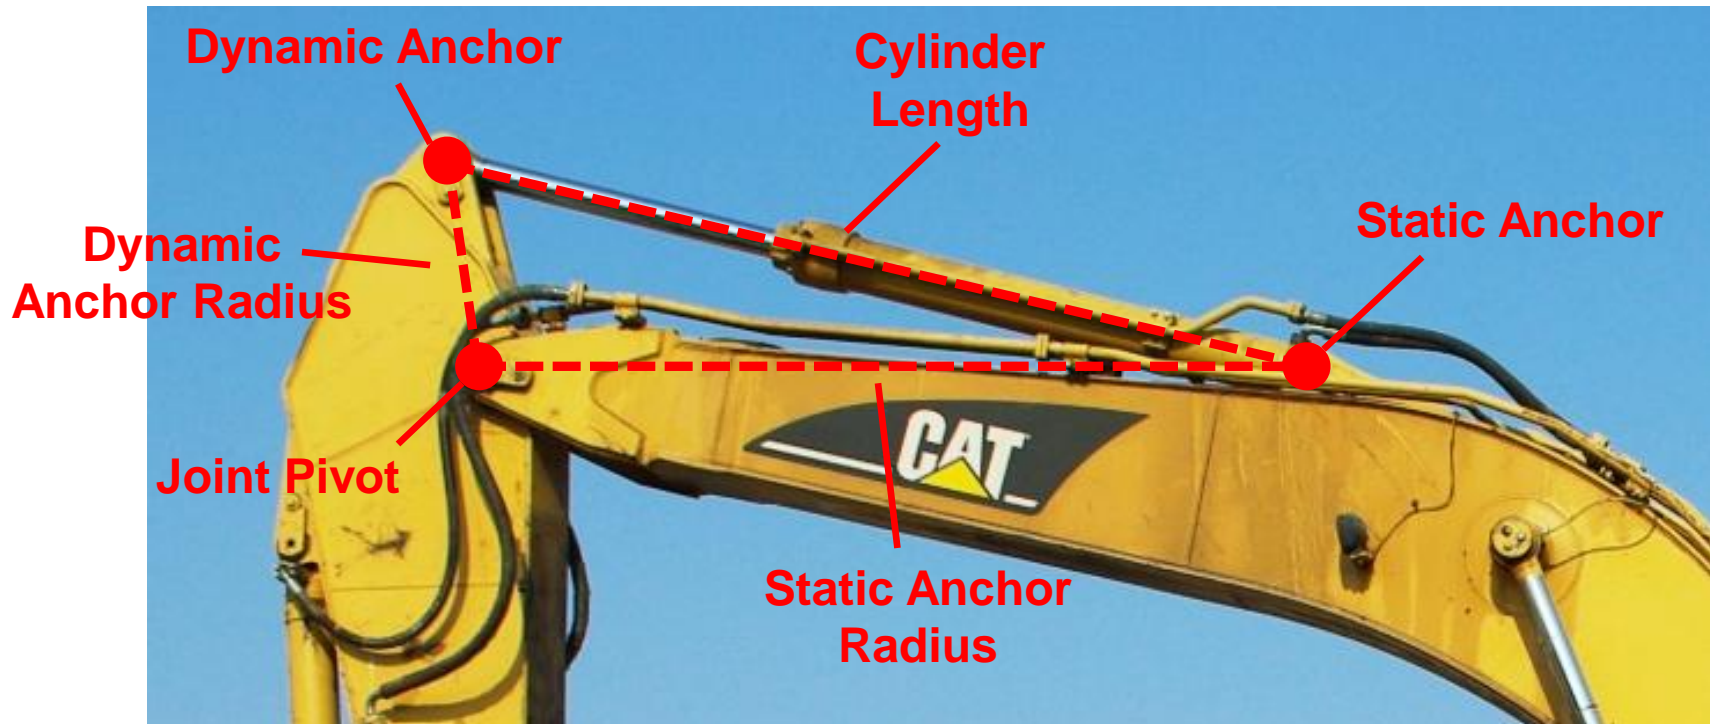 Dynamic Anchor
Cylinder
Length
Static Anchor
Dynamic
Anchor Radius
Joint Pivot
CAT
Static Anchor
Radius